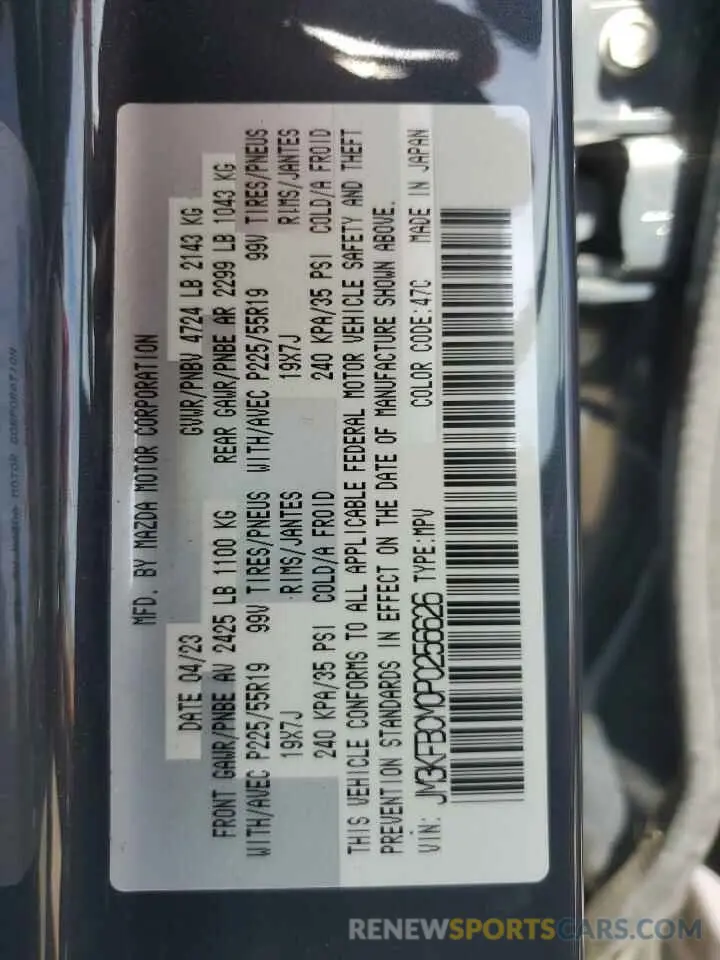 MFD. BY MAZDA MOTOR CORPORATION
DATE 04/23 GVWR/PNBV 4724 LB 2143 KG
FRONT GAWR/PNBE AV 2425 LB 1100 KG REAR GAWR/PNBE AR 2299 LB 1043 KG
WITH/AVEC P225/55R19 99V TIRES/PNEUS WITH/AVEC P225/55R19 99V TIRES/PNEUS
19X7J RIMS/JANTES 19X7J RIMS/JANTES
240 KPA/35 PSI COLD/A FROID 240 KPA/35 PSI COLD/A FROID
THIS VEHICLE CONFORMS TO ALL APPLICABLE FEDERAL MOTOR VEHICLE SAFETY AND THEFT
PREVENTION STANDARDS IN EFFECT ON THE DATE OF MANUFACTURE SHOWN ABOVE.
VIN: TYPE:MPV COLOR CODE:47C MADE IN JAPAN
RENEWSPORTSCARS.COM